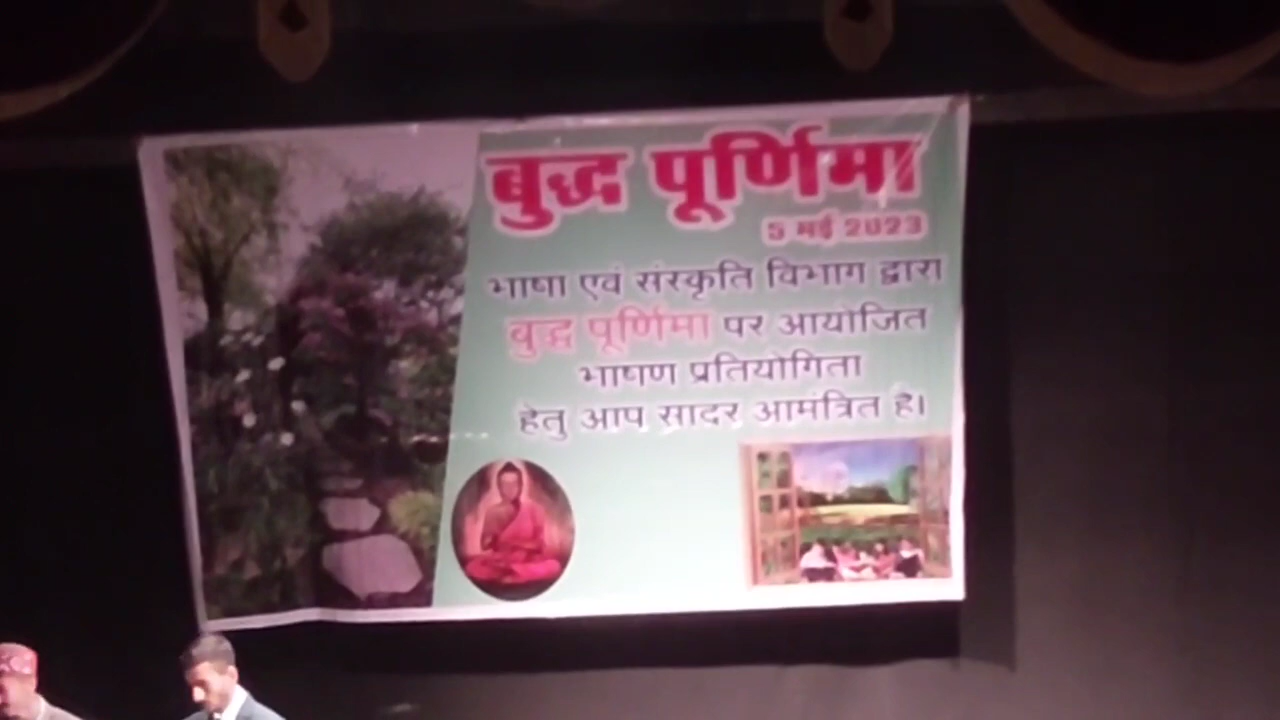 बुद्ध पूर्णिमा
5 मई 2023
भाषा एवं संस्कृति विभाग द्वारा
बुद्ध पूर्णिमा पर आयोजित
भाषण प्रतियोगिता
हेतु आप सादर आमंत्रित है।